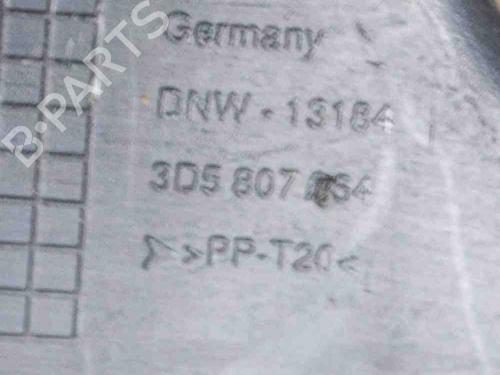 Germany
DNW - 13184
3D5 807
>PP-T20<
B-PARTS